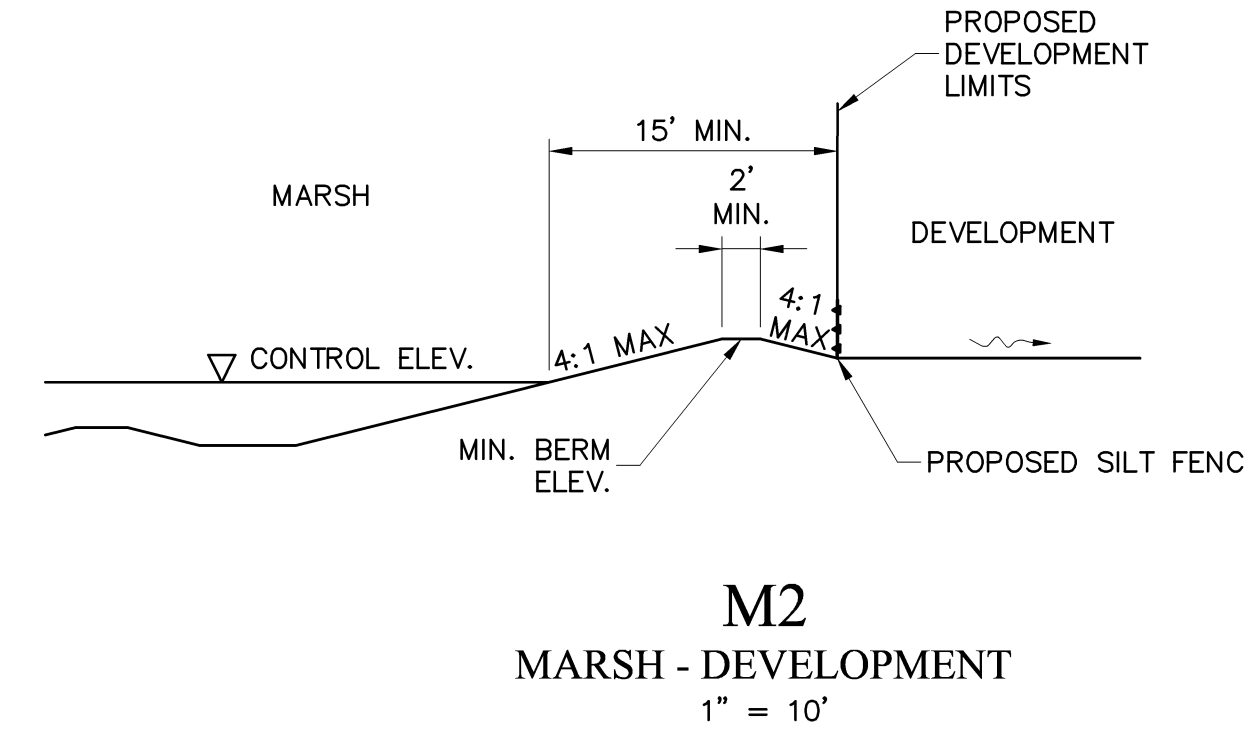 PROPOSED
DEVELOPMENT
LIMITS
15' MIN.
2'
MIN.
MARSH
DEVELOPMENT
4:1
MAX
4:1 MAX
CONTROL ELEV.
MIN. BERM
ELEV.
PROPOSED SILT FENC
M2
MARSH - DEVELOPMENT
1" = 10'